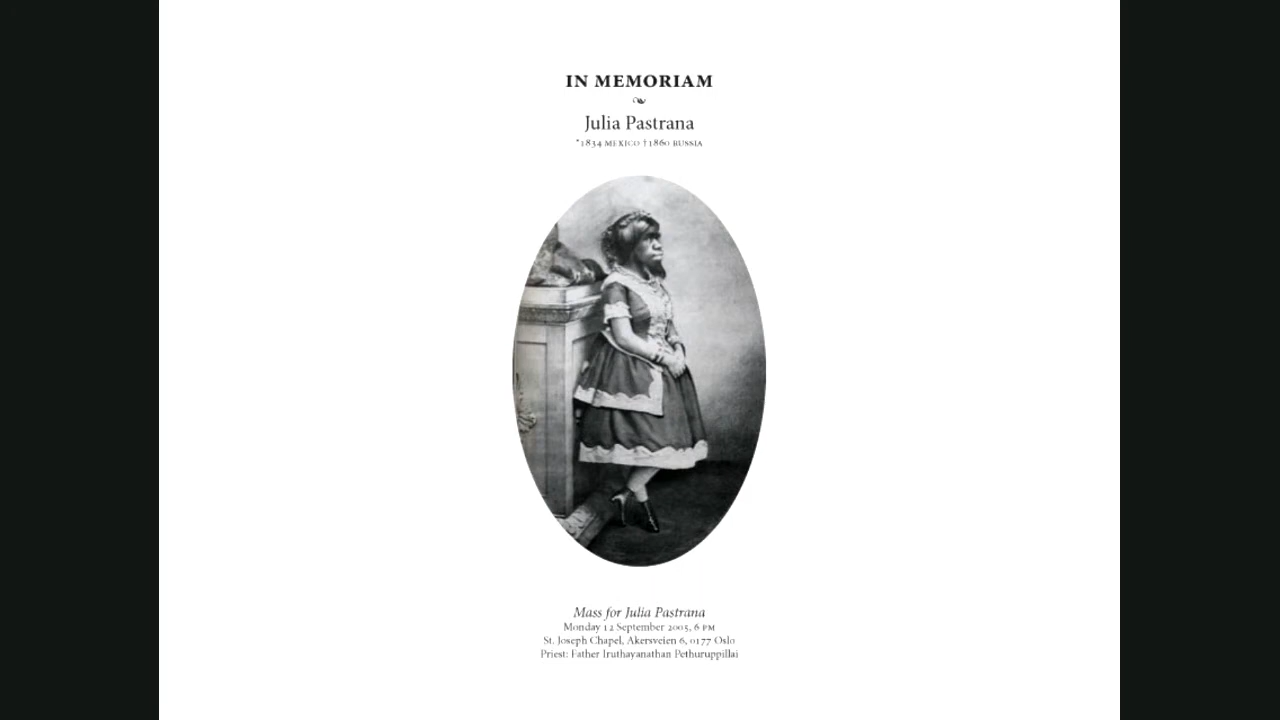 IN MEMORIAM
Julia Pastrana
*1834 MEXICO †1860 RUSSIA
Mass for Julia Pastrana
Monday 12 September 2005, 6 PM
St. Joseph Chapel, Akersveien 6, 0177 Oslo
Priest: Father Iruthayanathan Pethuruppillai